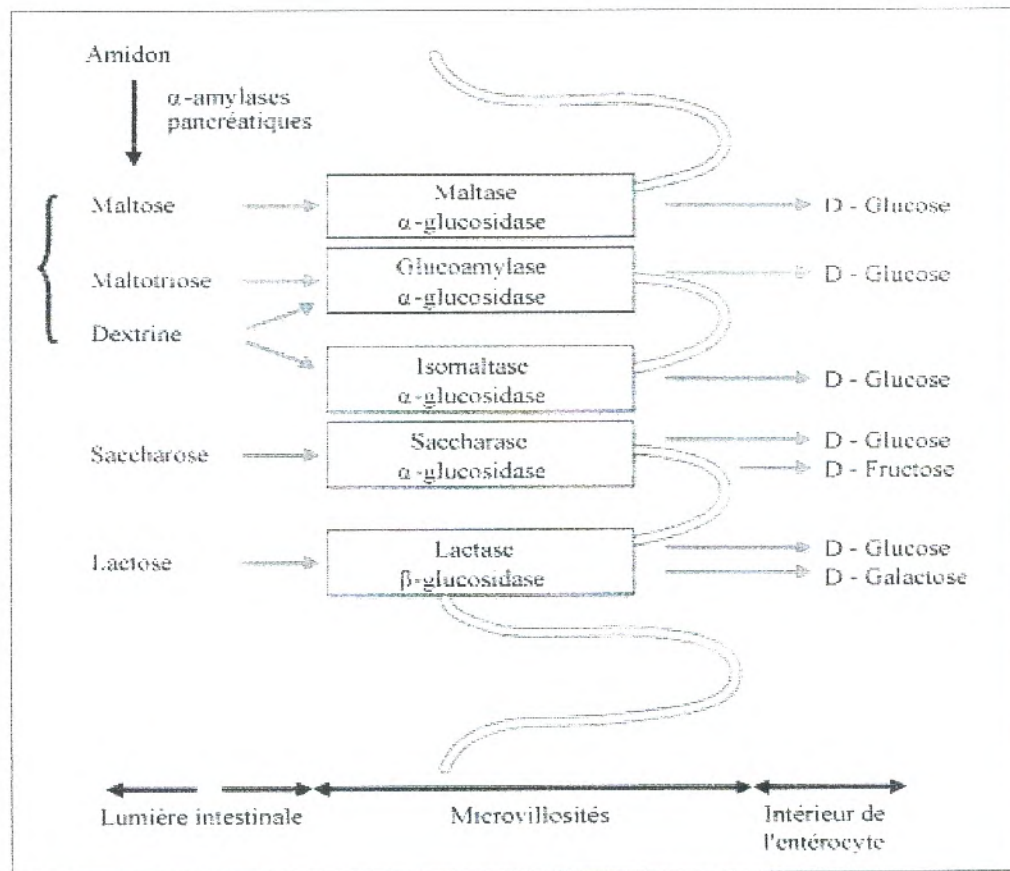 Amidon
α-amylases
pancréatiques
Maltose
Maltase
α-glucosidase
D - Glucose
Maltotriose
Glucoamylase
α-glucosidase
D - Glucose
Dextrine
Isomaltase
α-glucosidase
D - Glucose
Saccharose
Saccharase
α-glucosidase
D - Glucose
D - Fructose
Lactose
Lactase
β-glucosidase
D - Glucose
D - Galactose
Lumière intestinale
Microvillosités
Intérieur de
l'entérocyte